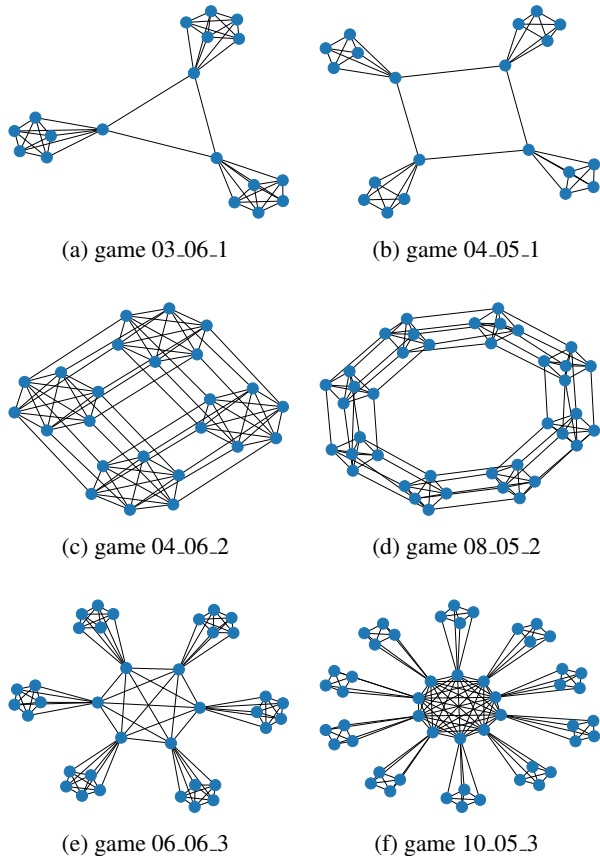 (a) game 03_06_1
(b) game 04_05_1
(c) game 04_06_2
(d) game 08_05_2
(e) game 06_06_3
(f) game 10_05_3